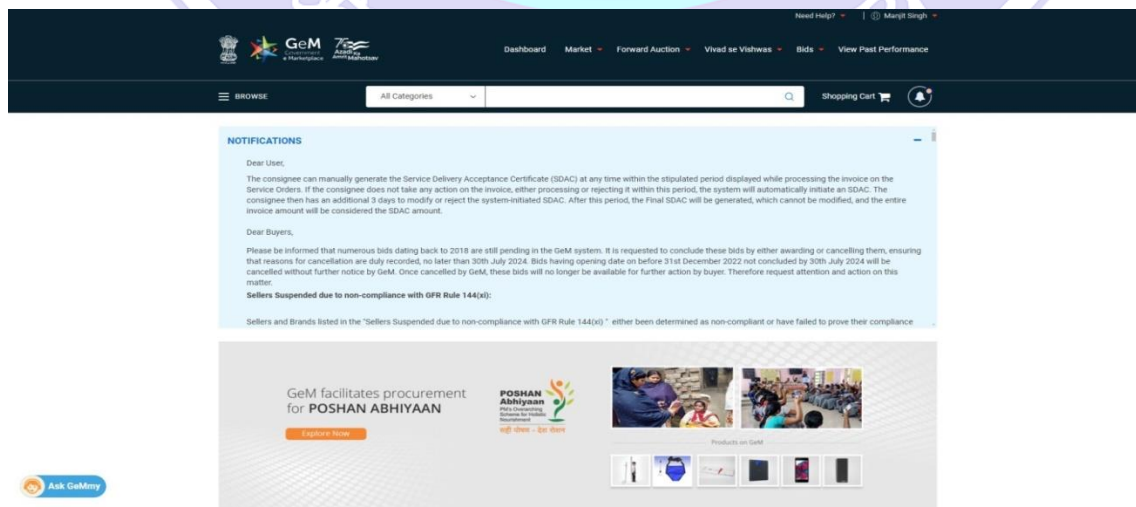 Need Help?
Manjit Singh
GeM
Government
e Marketplace
Azadi Ka
Amrit Mahotsav
Dashboard
Market
Forward Auction
Vivad se Vishwas
Bids
View Past Performance
BROWSE
All Categories
Shopping Cart
NOTIFICATIONS
Dear User,
The consignee can manually generate the Service Delivery Acceptance Certificate (SDAC) at any time within the stipulated period displayed while processing the invoice on the
Service Orders. If the consignee does not take any action on the invoice, either processing or rejecting it within this period, the system will automatically initiate an SDAC. The
consignee then has an additional 3 days to modify or reject the system-initiated SDAC. After this period, the Final SDAC will be generated, which cannot be modified, and the entire
invoice amount will be considered the SDAC amount.
Dear Buyers,
Please be informed that numerous bids dating back to 2018 are still pending in the GeM system. It is requested to conclude these bids by either awarding or cancelling them, ensuring
that reasons for cancellation are duly recorded, no later than 30th July 2024. Bids having opening date on before 31st December 2022 not concluded by 30th July 2024 will be
cancelled without further notice by GeM. Once cancelled by GeM, these bids will no longer be available for further action by buyer. Therefore request attention and action on this
matter.
Sellers Suspended due to non-compliance with GFR Rule 144(xi):
Sellers and Brands listed in the "Sellers Suspended due to non-compliance with GFR Rule 144(xi) " either been determined as non-compliant or have failed to prove their compliance
GeM facilitates procurement
for POSHAN ABHIYAAN
Explore Now
POSHAN
Abhiyaan
PM's Overarching
Scheme for Holistic
Nourishment
सही पोषण - देश रोशन
Products on GeM
Ask GeMmy